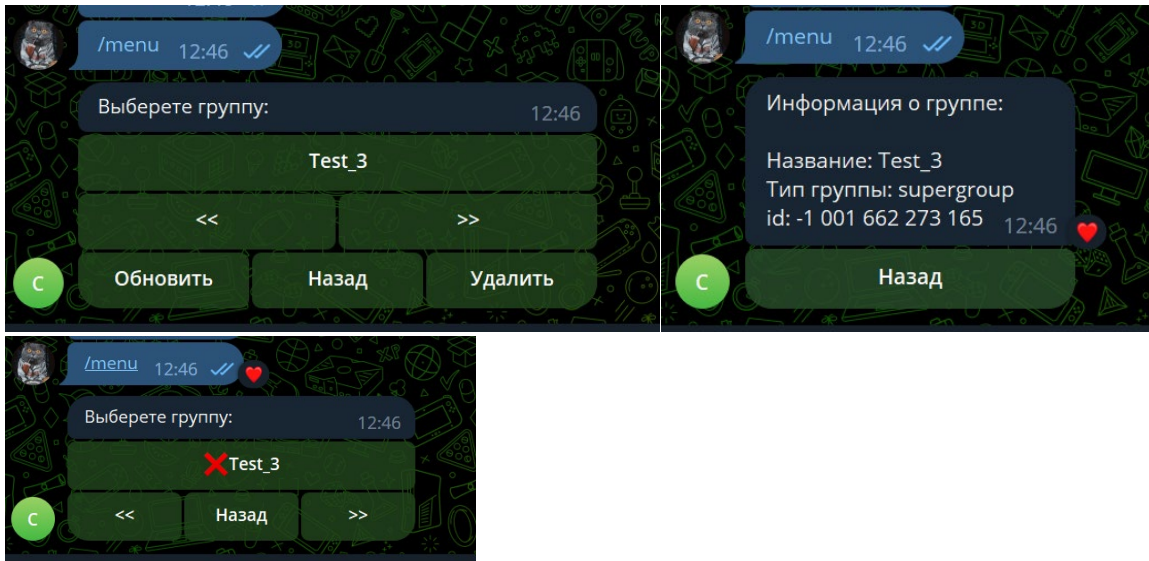 12:46
/menu 12:46
Выберете группу:
12:46
Test_3
<< >>
Обновить Назад Удалить
C
/menu 12:46
Информация о группе:
Название: Test_3
Тип группы: supergroup
id: -1 001 662 273 165 12:46
C
Назад
/menu 12:46
Выберете группу:
12:46
❌Test_3
<< Назад >>
C